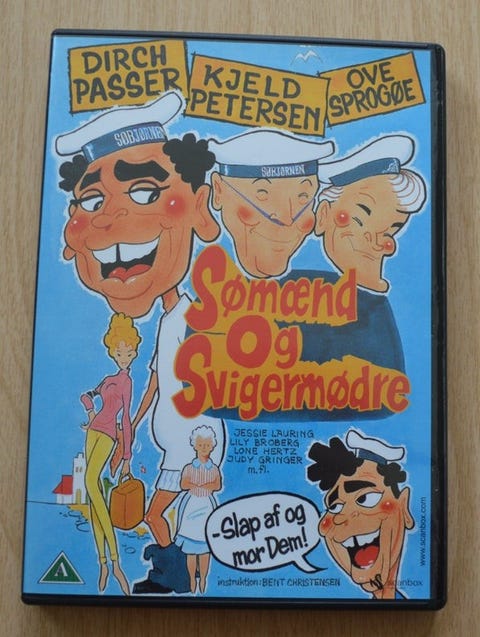 DIRCH
PASSER
KJELD
PETERSEN
OVE
SPROGØE
SØBJØRNEN
SØBJØRNEN
Sømænd
Og
Svigermødre
JESSIE LAURING
LILY BROBERG
LONE HERTZ
JUDY GRINGER
m.fl.
-Slap af og
mor Dem!
instruktion: BENT CHRISTENSEN
A
scanbox
www.scanbox.com